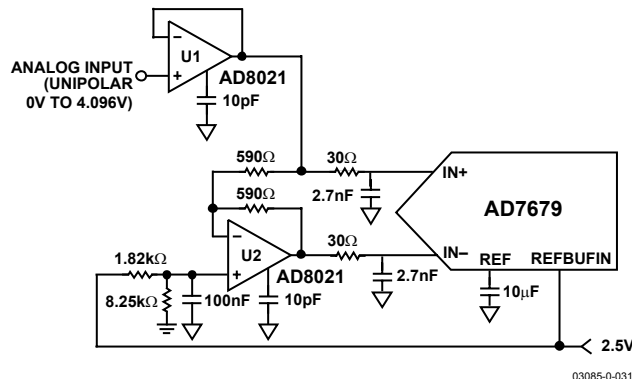 U1
ANALOG INPUT
(UNIPOLAR
0V TO 4.096V)
AD8021
10pF
590Ω
30Ω
IN+
2.7nF
AD7679
590Ω
U2
30Ω
IN–
REF
REFBUFIN
1.82kΩ
AD8021
2.7nF
8.25kΩ
100nF
10pF
10μF
2.5V
03085-0-031